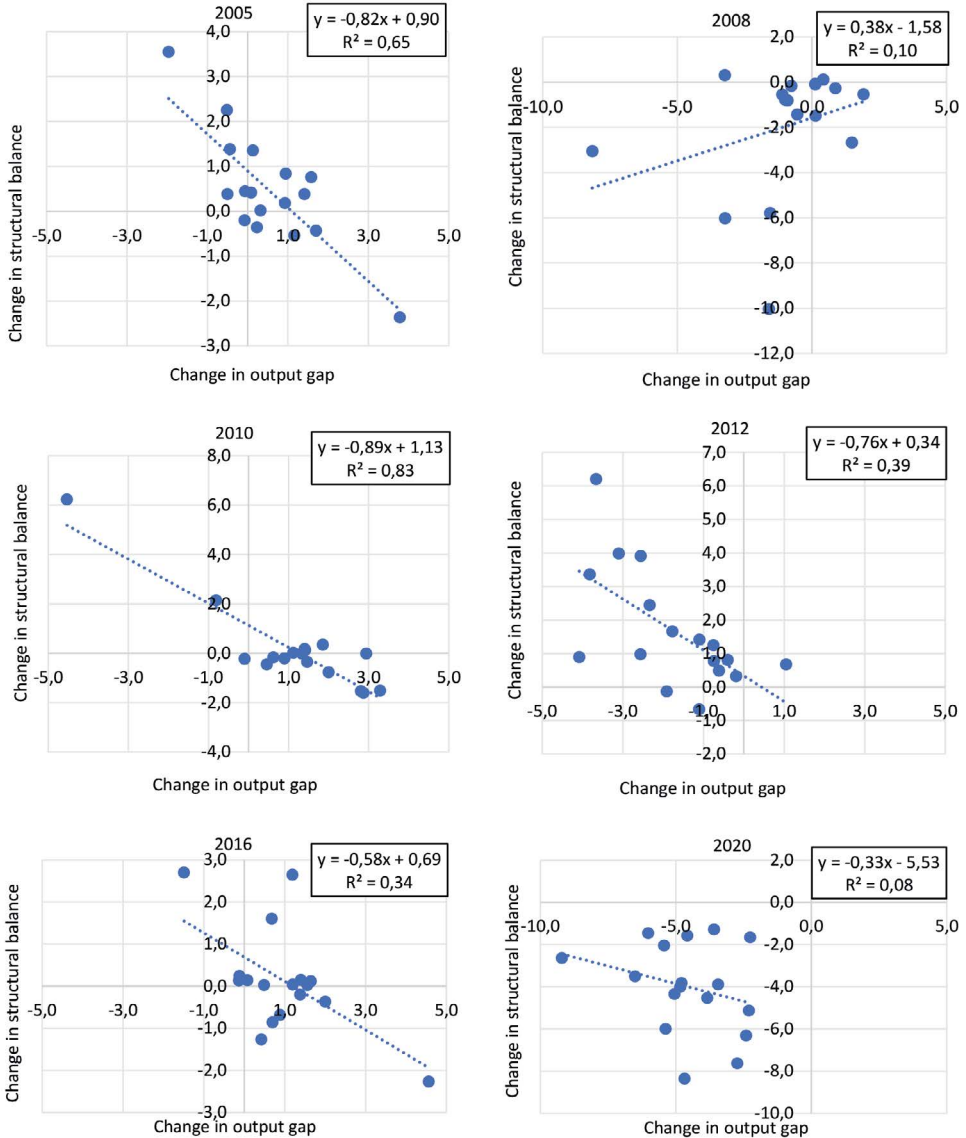 2005
y = -0,82x + 0,90
R² = 0,65
4,0
3,0
2,0
1,0
0,0
-5,0 -3,0 -1,0 1,0 3,0 5,0
-1,0
-2,0
-3,0
Change in structural balance
Change in output gap
2008
y = 0,38x - 1,58
R² = 0,10
2,0
0,0
-10,0 -5,0 0,0 5,0
-2,0
-4,0
-6,0
-8,0
-10,0
-12,0
Change in structural balance
Change in output gap
2010
y = -0,89x + 1,13
R² = 0,83
8,0
6,0
4,0
2,0
0,0
-5,0 -3,0 -1,0 1,0 3,0 5,0
-2,0
-4,0
Change in structural balance
Change in output gap
2012
y = -0,76x + 0,34
R² = 0,39
7,0
6,0
5,0
4,0
3,0
2,0
1,0
0,0
-5,0 -3,0 -1,0 1,0 3,0 5,0
-1,0
-2,0
Change in structural balance
Change in output gap
2016
y = -0,58x + 0,69
R² = 0,34
3,0
2,0
1,0
0,0
-5,0 -3,0 -1,0 1,0 3,0 5,0
-1,0
-2,0
-3,0
Change in structural balance
Change in output gap
2020
y = -0,33x - 5,53
R² = 0,08
2,0
0,0
-10,0 -5,0 0,0 5,0
-2,0
-4,0
-6,0
-8,0
-10,0
Change in structural balance
Change in output gap